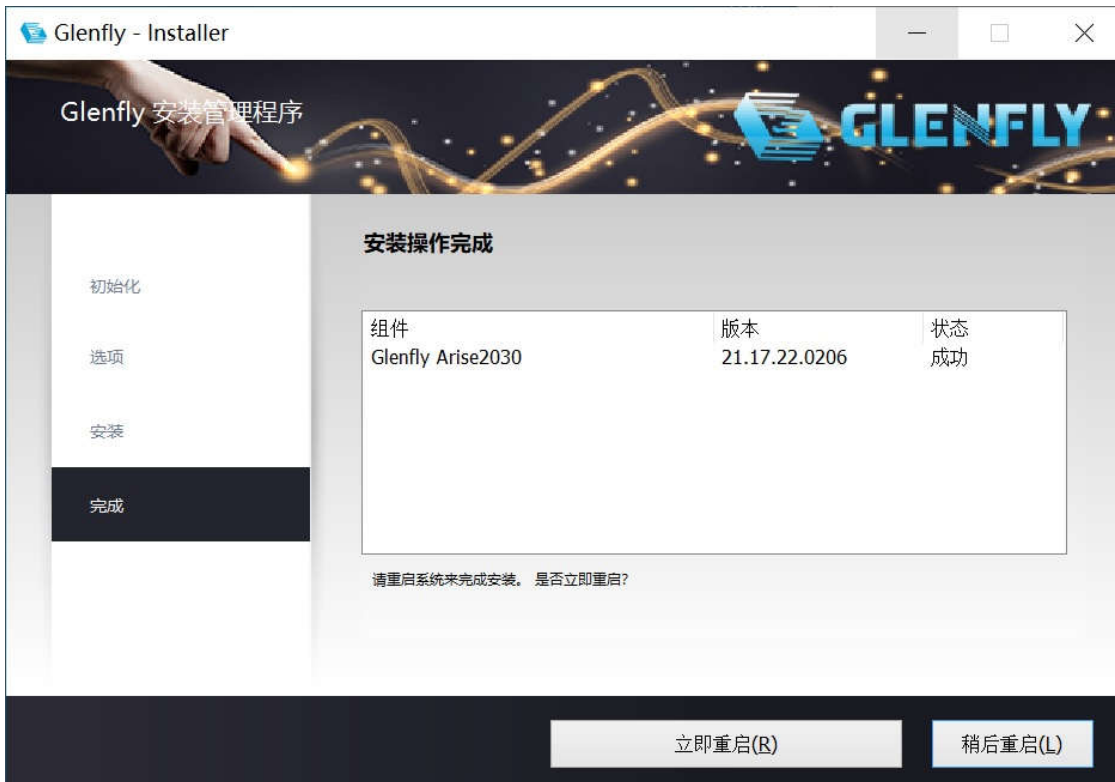 Glenfly - Installer
Glenfly 安装管理程序
GLENFLY
初始化
选项
安装
完成
安装操作完成
组件 版本 状态
Glenfly Arise2030 21.17.22.0206 成功
请重启系统来完成安装。 是否立即重启?
立即重启(R) 稍后重启(L)